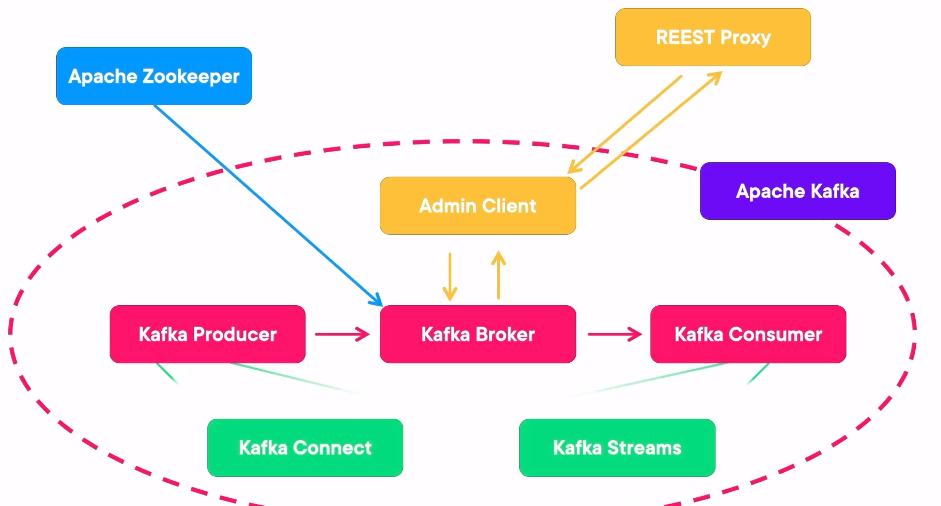 REEST Proxy
Apache Zookeeper
Apache Kafka
Admin Client
Kafka Producer
Kafka Broker
Kafka Consumer
Kafka Connect
Kafka Streams